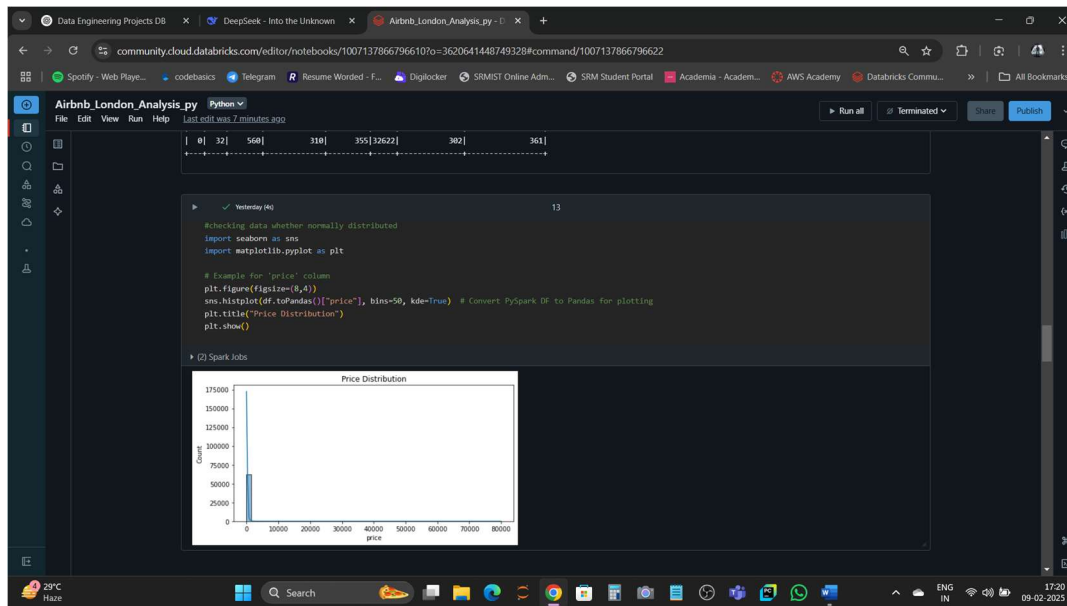 Data Engineering Projects DB
DeepSeek - Into the Unknown
Airbnb_London_Analysis_py - D
community.cloud.databricks.com/editor/notebooks/1007137866796610?o=3620641448749328#command/1007137866796622
Spotify - Web Playe...
codebasics
Telegram
Resume Worded - F...
Digilocker
SRMIST Online Adm...
SRM Student Portal
Academia - Academ...
AWS Academy
Databricks Commu...
All Bookmarks
Airbnb_London_Analysis_py Python
File Edit View Run Help Last edit was 7 minutes ago
Run all
Terminated
Share
Publish
| 0| 32| 560| 310| 355|32622| 302| 361|
+---+----+-------+-----------+------+-----+--------------+----------------+
Yesterday (4s)
13
#checking data whether normally distributed
import seaborn as sns
import matplotlib.pyplot as plt
# Example for 'price' column
plt.figure(figsize=(8,4))
sns.histplot(df.toPandas()["price"], bins=50, kde=True) # Convert PySpark DF to Pandas for plotting
plt.title("Price Distribution")
plt.show()
(2) Spark Jobs
Price Distribution
175000
150000
125000
100000
75000
50000
25000
0
Count
0 10000 20000 30000 40000 50000 60000 70000 80000
price
4
29°C
Haze
Search
ENG
IN
17:20
09-02-2025